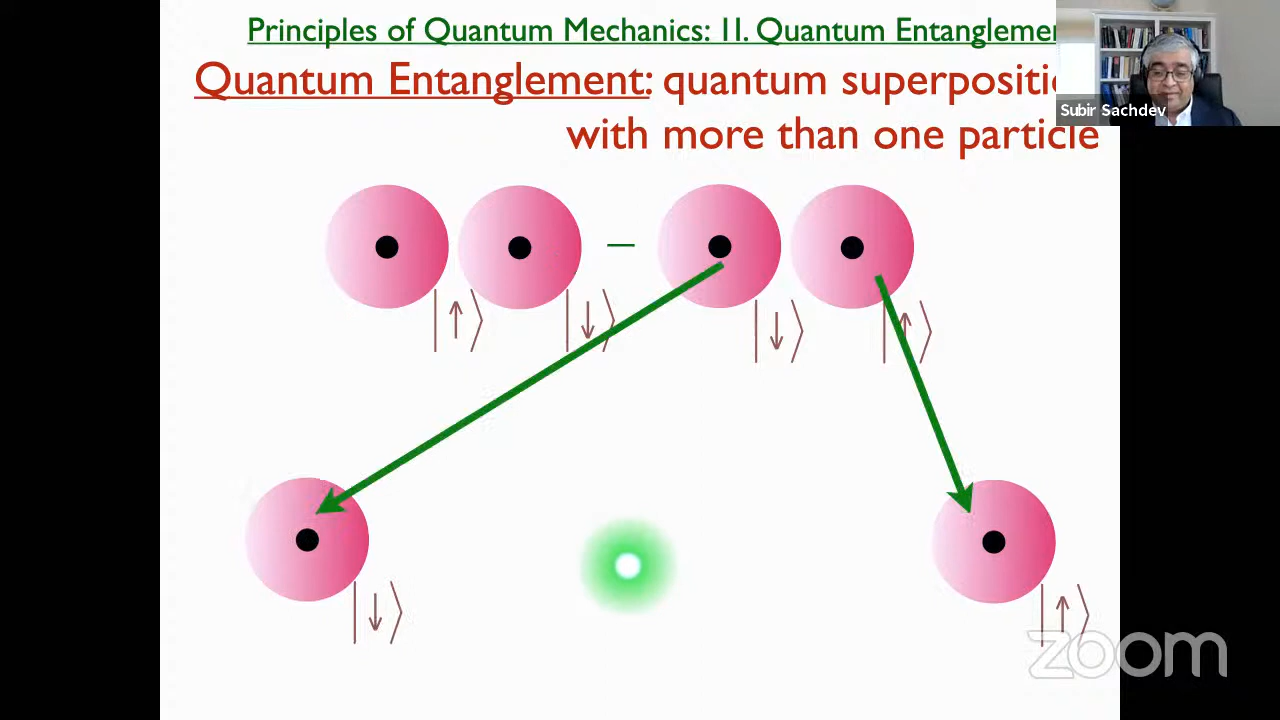 Principles of Quantum Mechanics: II. Quantum Entanglemen
Subir Sachdev
Quantum Entanglement: quantum superpositi
with more than one particle
−
|↑⟩ |↓⟩ |↓⟩ |↑⟩
|↓⟩ |↑⟩
zoom